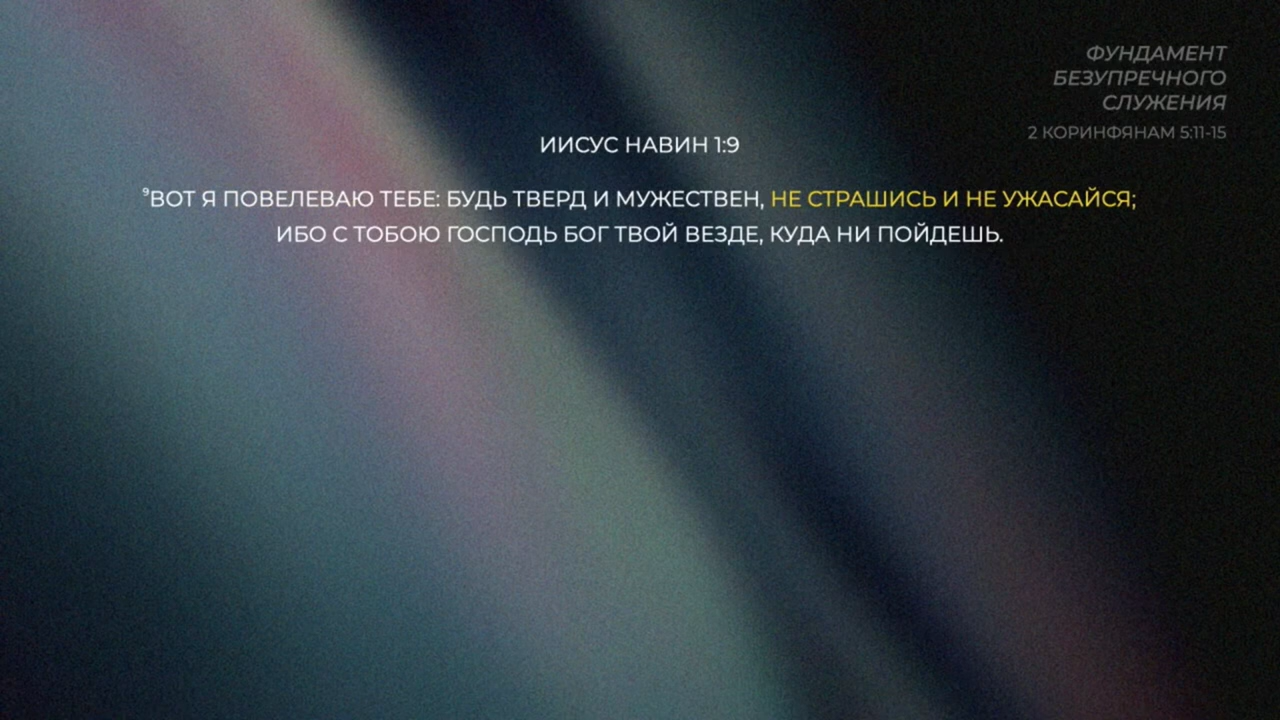 ФУНДАМЕНТ
БЕЗУПРЕЧНОГО
СЛУЖЕНИЯ
2 КОРИНФЯНАМ 5:11-15
ИИСУС НАВИН 1:9
⁹ВОТ Я ПОВЕЛЕВАЮ ТЕБЕ: БУДЬ ТВЕРД И МУЖЕСТВЕН, НЕ СТРАШИСЬ И НЕ УЖАСАЙСЯ;
ИБО С ТОБОЮ ГОСПОДЬ БОГ ТВОЙ ВЕЗДЕ, КУДА НИ ПОЙДЕШЬ.